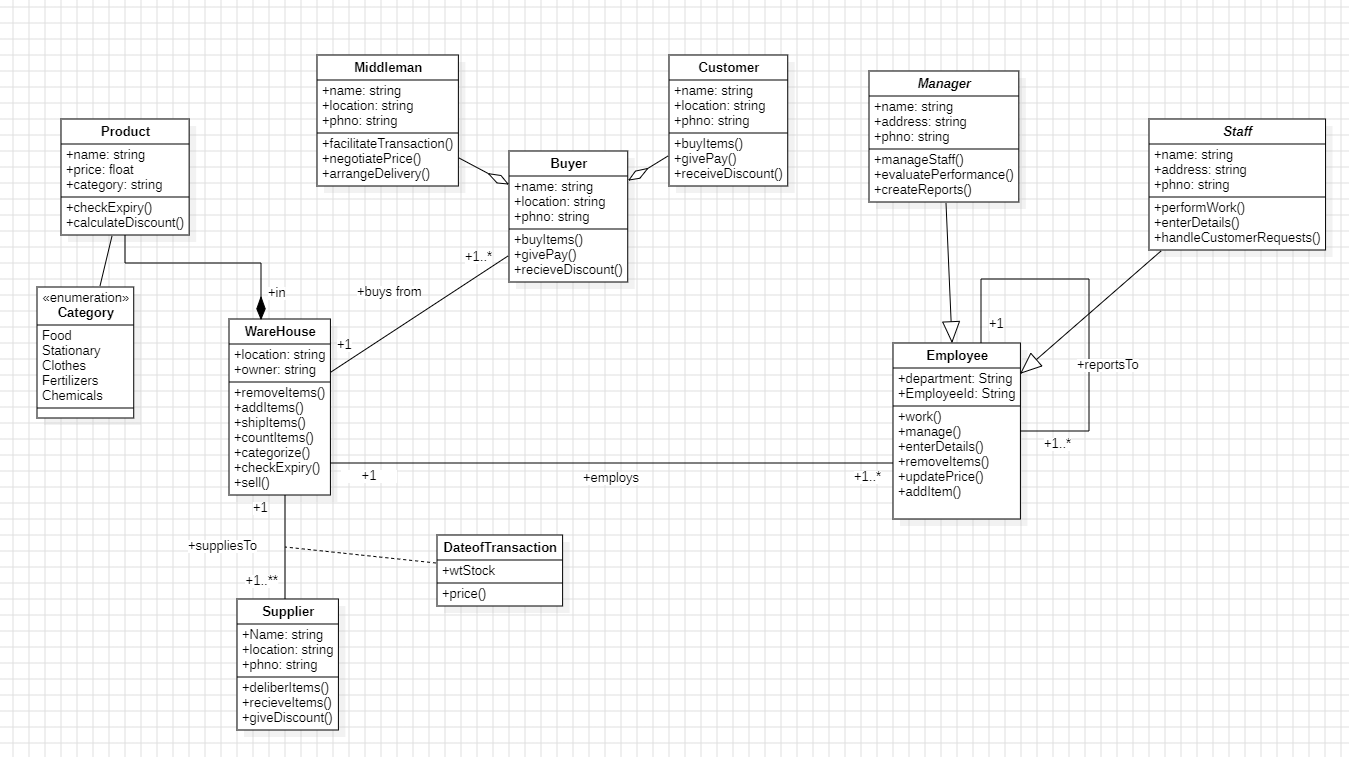 Middleman
+name: string
+location: string
+phno: string
+facilitateTransaction()
+negotiatePrice()
+arrangeDelivery()
Customer
+name: string
+location: string
+phno: string
+buyItems()
+givePay()
+receiveDiscount()
Manager
+name: string
+address: string
+phno: string
+manageStaff()
+evaluatePerformance()
+createReports()
Product
+name: string
+price: float
+category: string
+checkExpiry()
+calculateDiscount()
Staff
+name: string
+address: string
+phno: string
+performWork()
+enterDetails()
+handleCustomerRequests()
Buyer
+name: string
+location: string
+phno: string
+buyItems()
+givePay()
+recieveDiscount()
+1..*
+buys from
+1
«enumeration»
Category
Food
Stationary
Clothes
Fertilizers
Chemicals
+in
WareHouse
+location: string
+owner: string
+removeItems()
+addItems()
+shipItems()
+countItems()
+categorize()
+checkExpiry()
+sell()
+1
Employee
+department: String
+EmployeeId: String
+work()
+manage()
+enterDetails()
+removeItems()
+updatePrice()
+addItem()
+reportsTo
+1..*
+1
+employs
+1..*
+1
+suppliesTo
+1..**
DateofTransaction
+wtStock
+price()
Supplier
+Name: string
+location: string
+phno: string
+deliberItems()
+recieveItems()
+giveDiscount()